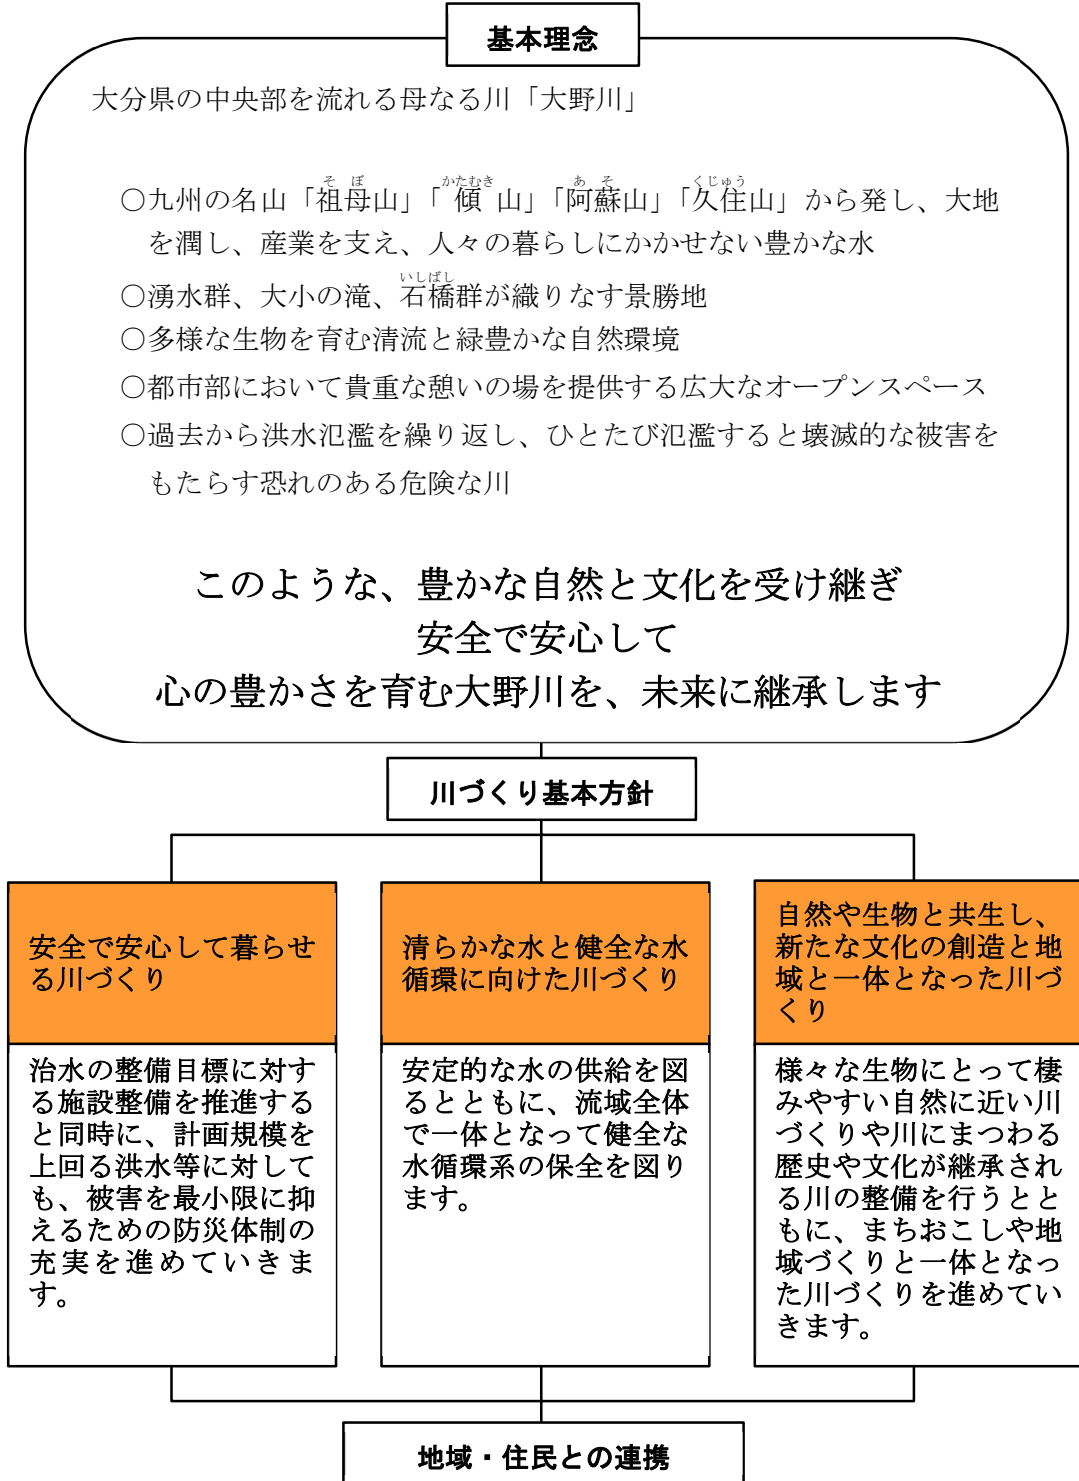 基本理念
大分県の中央部を流れる母なる川「大野川」
○九州の名山「祖母山」「傾山」「阿蘇山」「久住山」から発し、大地
を潤し、産業を支え、人々の暮らしにかかせない豊かな水
○湧水群、大小の滝、石橋群が織りなす景勝地
○多様な生物を育む清流と緑豊かな自然環境
○都市部において貴重な憩いの場を提供する広大なオープンスペース
○過去から洪水氾濫を繰り返し、ひとたび氾濫すると壊滅的な被害を
もたらす恐れのある危険な川
このような、豊かな自然と文化を受け継ぎ
安全で安心して
心の豊かさを育む大野川を、未来に継承します
川づくり基本方針
安全で安心して暮らせ
る川づくり
治水の整備目標に対す
る施設整備を推進する
と同時に、計画規模を
上回る洪水等に対して
も、被害を最小限に抑
えるための防災体制の
充実を進めていきま
す。
清らかな水と健全な水
循環に向けた川づくり
安定的な水の供給を図
るとともに、流域全体
で一体となって健全な
水循環系の保全を図り
ます。
自然や生物と共生し、
新たな文化の創造と地
域と一体となった川づ
くり
様々な生物にとって棲
みやすい自然に近い川
づくりや川にまつわる
歴史や文化が継承され
る川の整備を行うとと
もに、まちおこしや地
域づくりと一体となっ
た川づくりを進めてい
きます。
地域・住民との連携